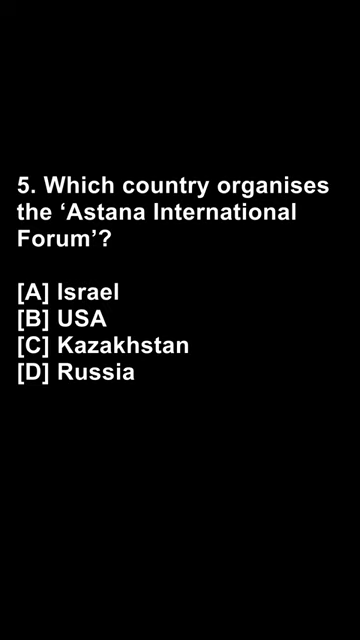 5. Which country organises
the ‘Astana International
Forum’?
[A] Israel
[B] USA
[C] Kazakhstan
[D] Russia